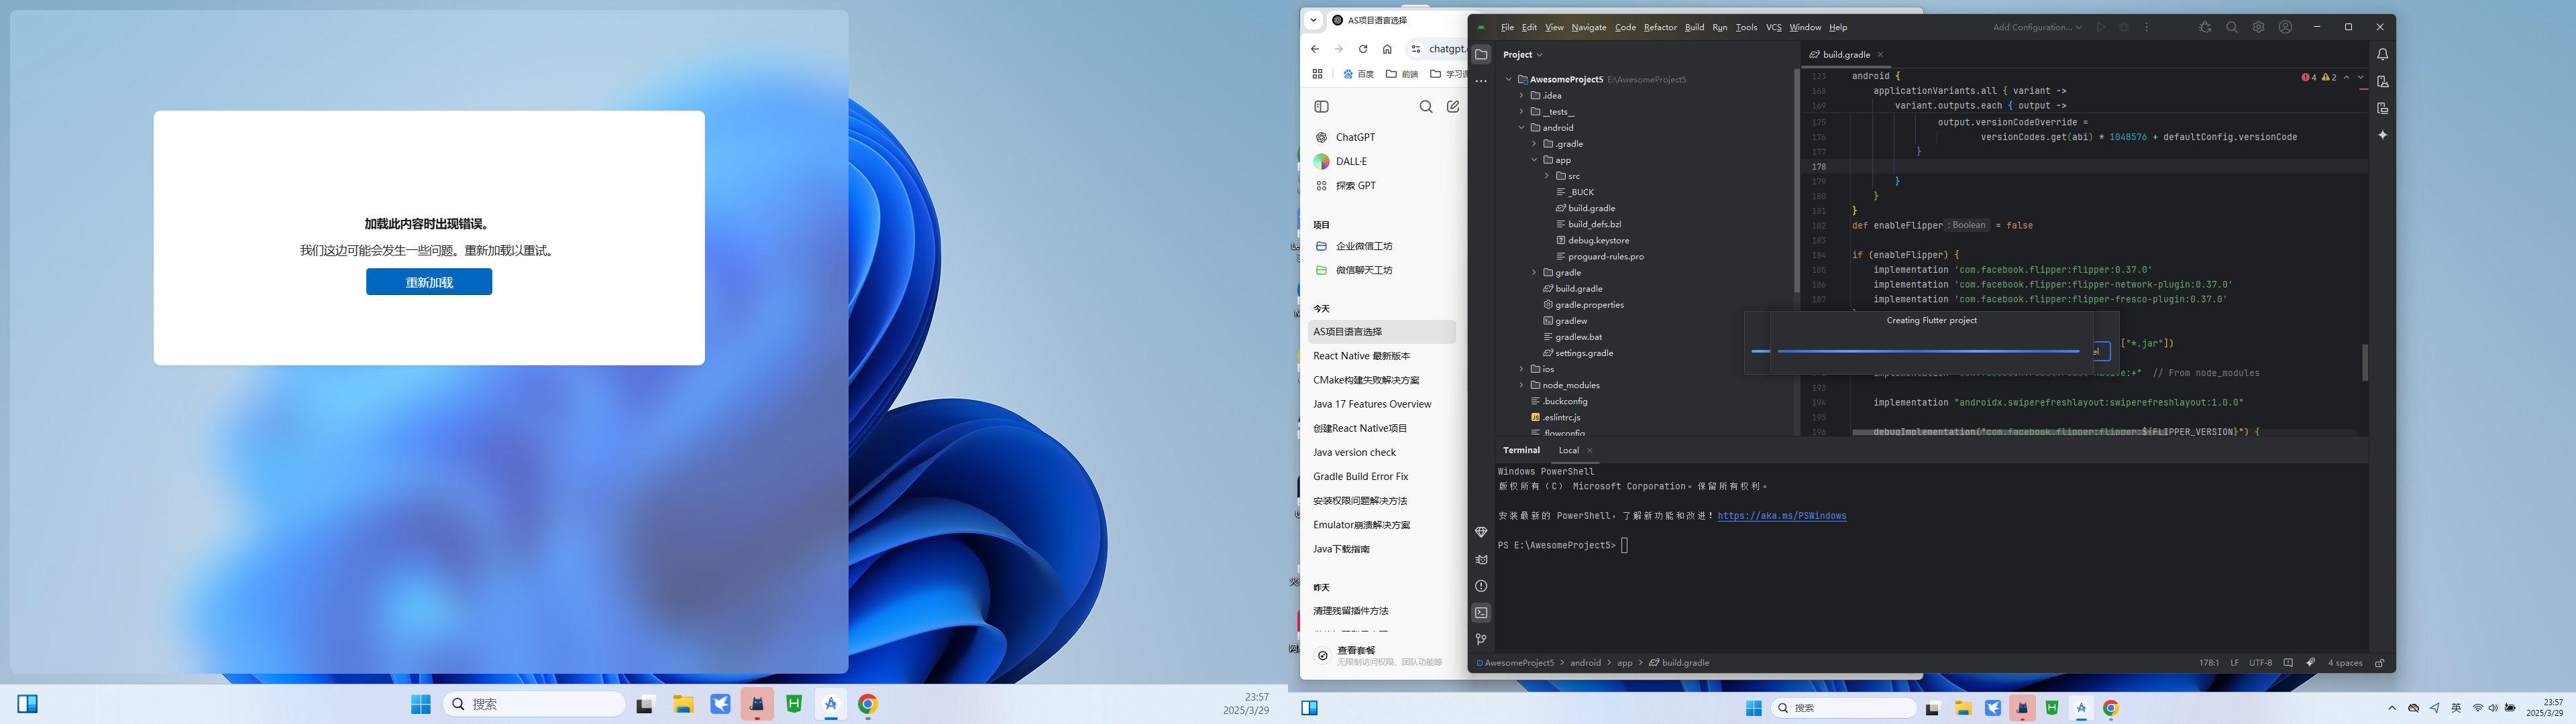 加载此内容时出现错误。
我们这边可能会发生一些问题。重新加载以重试。
重新加载
搜索
23:57
2025/3/29
AS项目语言选择
百度
前端
ChatGPT
DALL·E
探索 GPT
项目
企业微信工坊
微信聊天工坊
今天
AS项目语言选择
React Native 最新版本
CMake构建失败解决方案
Java 17 Features Overview
创建React Native项目
Java version check
Gradle Build Error Fix
安装权限问题解决方法
Emulator崩溃解决方案
Java下载指南
昨天
清理残留插件方法
查看套餐
无限制访问权限、团队功能等
File Edit View Navigate Code Refactor Build Run Tools VCS Window Help
Add Configuration...
Project
AwesomeProject5 E:\AwesomeProject5
.idea
__tests__
android
.gradle
app
src
_BUCK
build.gradle
build_defs.bzl
debug.keystore
proguard-rules.pro
gradle
build.gradle
gradle.properties
gradlew
gradlew.bat
settings.gradle
ios
node_modules
.buckconfig
.eslintrc.js
.flowconfig
build.gradle
4 2
123 android {
168 applicationVariants.all { variant ->
169 variant.outputs.each { output ->
175 output.versionCodeOverride =
176 versionCodes.get(abi) * 1048576 + defaultConfig.versionCode
177 }
178
179 }
180 }
181 }
182 def enableFlipper : Boolean = false
183
184 if (enableFlipper) {
185 implementation 'com.facebook.flipper:flipper:0.37.0'
186 implementation 'com.facebook.flipper:flipper-network-plugin:0.37.0'
187 implementation 'com.facebook.flipper:flipper-fresco-plugin:0.37.0'
Creating Flutter project
["*.jar"])
// From node_modules
193
194 implementation "androidx.swiperefreshlayout:swiperefreshlayout:1.0.0"
195
196 debugImplementation("com.facebook.flipper:flipper:${FLIPPER_VERSION}") {
Terminal Local
Windows PowerShell
版权所有（C） Microsoft Corporation。保留所有权利。
安装最新的 PowerShell，了解新功能和改进！https://aka.ms/PSWindows
PS E:\AwesomeProject5>
AwesomeProject5 > android > app > build.gradle
178:1 LF UTF-8 4 spaces
搜索
英
23:57
2025/3/29